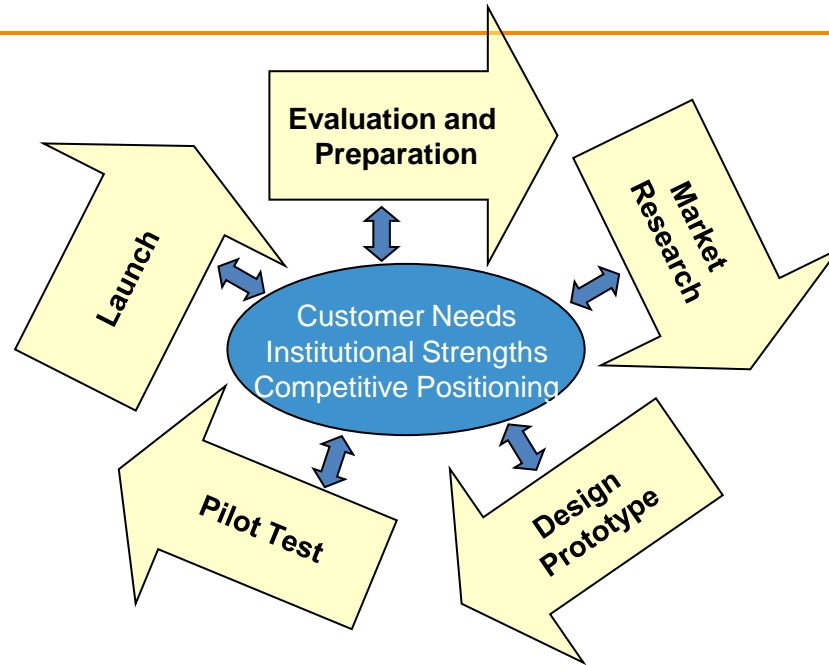 Evaluation and
Preparation
Market
Research
Design
Prototype
Pilot Test
Launch
Customer Needs
Institutional Strengths
Competitive Positioning